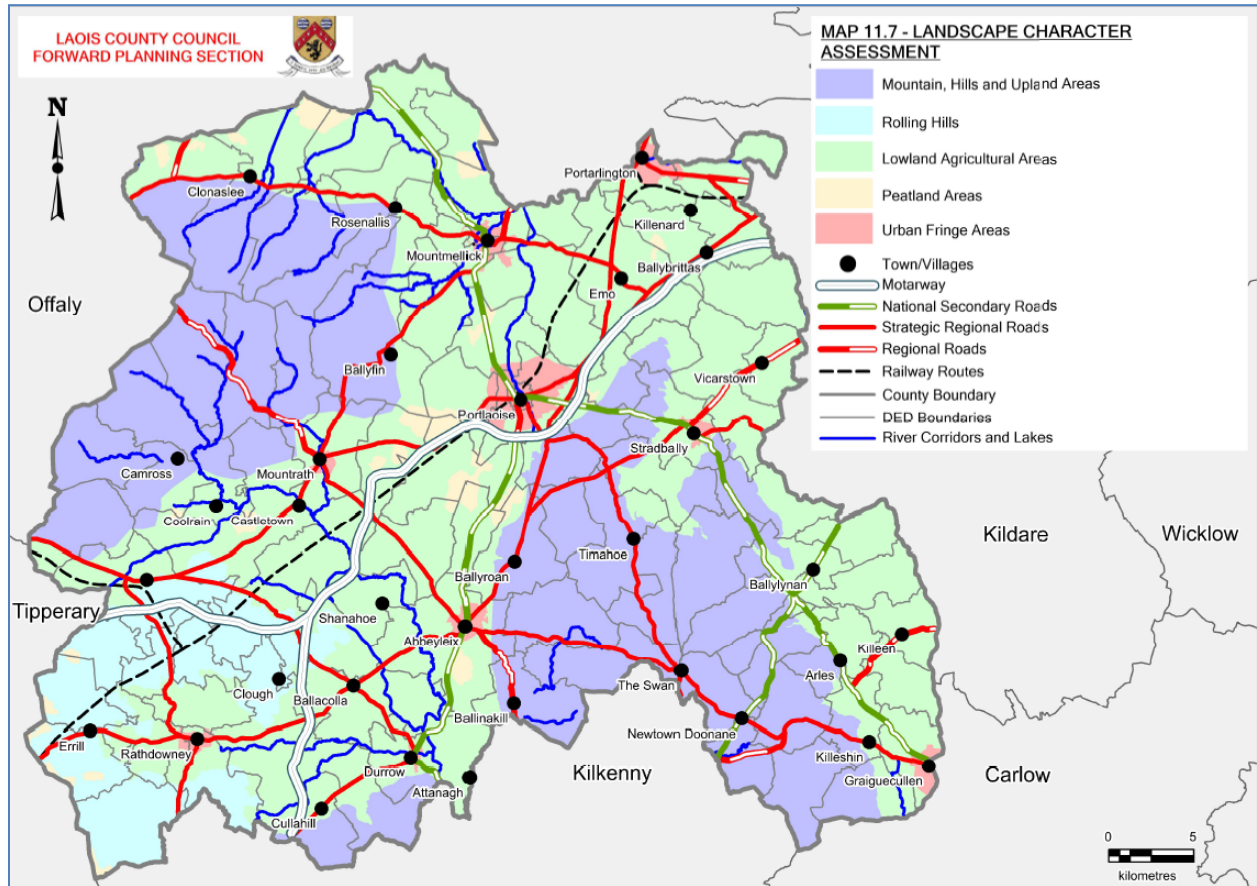 LAOIS COUNTY COUNCIL
FORWARD PLANNING SECTION
MAP 11.7 - LANDSCAPE CHARACTER
ASSESSMENT
Mountain, Hills and Upland Areas
Rolling Hills
Lowland Agricultural Areas
Peatland Areas
Urban Fringe Areas
Town/Villages
Motarway
National Secondary Roads
Strategic Regional Roads
Regional Roads
Railway Routes
County Boundary
DED Boundaries
River Corridors and Lakes
N
Portarlington
Clonaslee
Rosenallis
Killenard
Mountmellick
Ballybrittas
Emo
Offaly
Ballyfin
Vicarstown
Portlaoise
Stradbally
Camross
Mountrath
Coolrain
Castletown
Kildare
Wicklow
Timahoe
Ballyroan
Ballylynan
Tipperary
Shanahoe
Abbeyleix
Killeen
Arles
Clough
The Swan
Ballacolla
Ballinakill
Newtown Doonane
Errill
Rathdowney
Killeshin
Durrow
Kilkenny
Graiguecullen
Carlow
Attanagh
Cullahill
0 5
kilometres